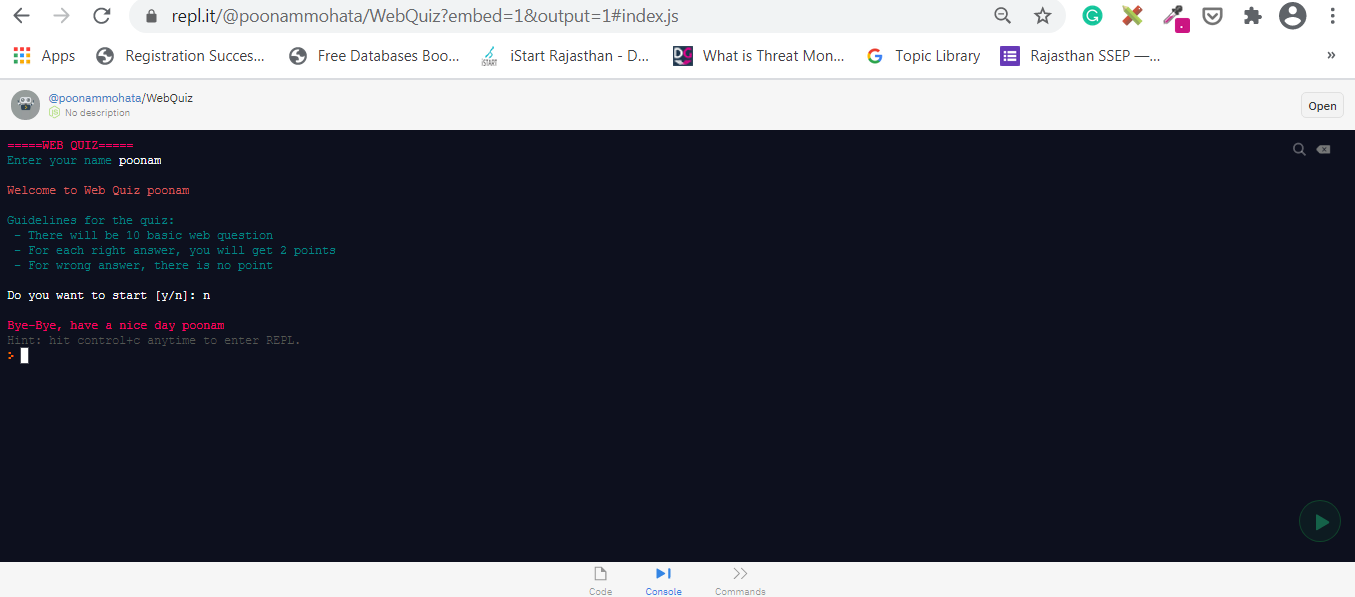 repl.it/@poonammohata/WebQuiz?embed=1&output=1#index.js
Apps Registration Succes... Free Databases Boo... iStart Rajasthan - D... What is Threat Mon... Topic Library Rajasthan SSEP —... »
@poonammohata/WebQuiz
No description
Open
=====WEB QUIZ=====
Enter your name poonam
Welcome to Web Quiz poonam
Guidelines for the quiz:
- There will be 10 basic web question
- For each right answer, you will get 2 points
- For wrong answer, there is no point
Do you want to start [y/n]: n
Bye-Bye, have a nice day poonam
Hint: hit control+c anytime to enter REPL.
>
Code Console Commands